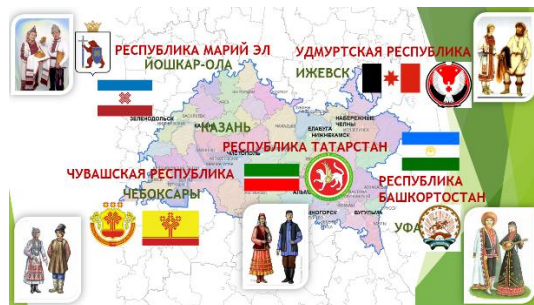 РЕСПУБЛИКА МАРИЙ ЭЛ
ЙОШКАР-ОЛА
УДМУРТСКАЯ РЕСПУБЛИКА
ИЖЕВСК
ЗЕЛЕНОДОЛЬСК
КАЗАНЬ
НАБЕРЕЖНЫЕ
ЧЕЛНЫ
ЕЛАБУГА
НИЖНЕКАМСК
РЕСПУБЛИКА ТАТАРСТАН
ЧУВАШСКАЯ РЕСПУБЛИКА
ЧЕБОКСАРЫ
РЕСПУБЛИКА
БАШКОРТОСТАН
БУГУЛЬМА
УФА